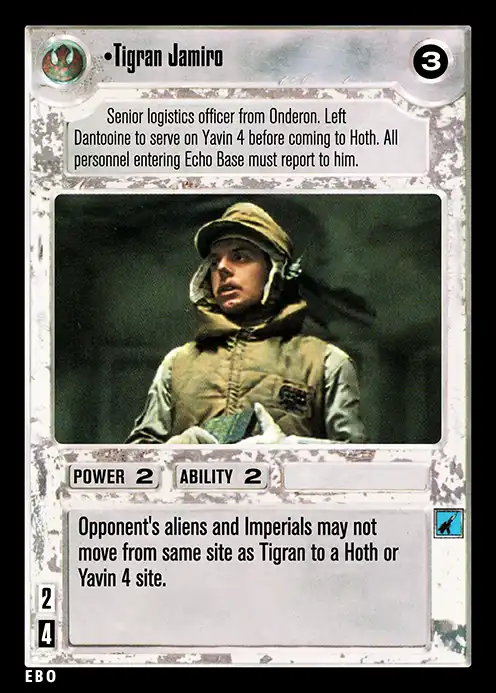 •Tigran Jamiro
3
Senior logistics officer from Onderon. Left
Dantooine to serve on Yavin 4 before coming to Hoth. All
personnel entering Echo Base must report to him.
POWER 2 ABILITY 2
Opponent's aliens and Imperials may not
move from same site as Tigran to a Hoth or
Yavin 4 site.
2
4
EBO